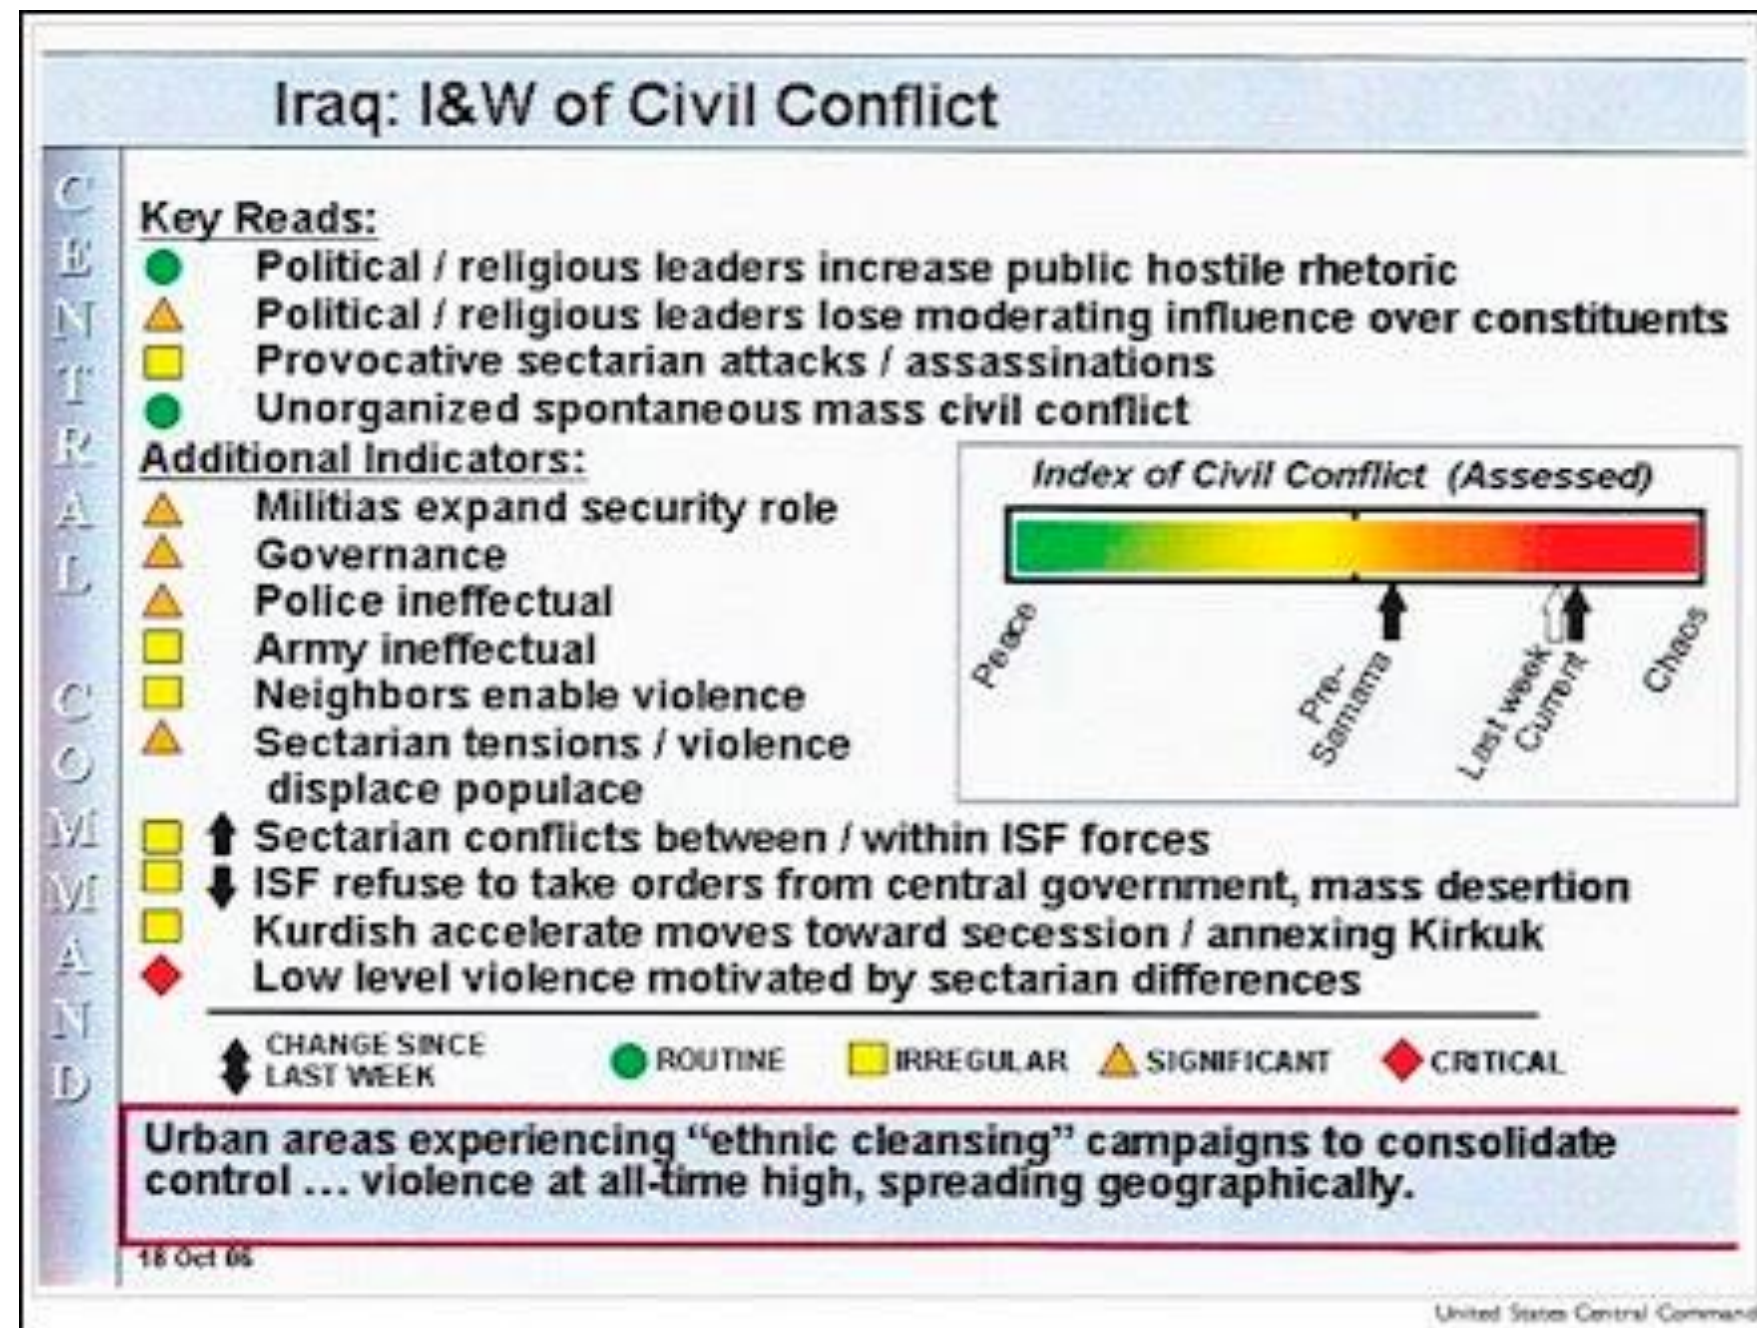 Iraq: I&W of Civil Conflict
CENTRAL COMMAND
Key Reads:
Political / religious leaders increase public hostile rhetoric
Political / religious leaders lose moderating influence over constituents
Provocative sectarian attacks / assassinations
Unorganized spontaneous mass civil conflict
Additional Indicators:
Militias expand security role
Governance
Police ineffectual
Army ineffectual
Neighbors enable violence
Sectarian tensions / violence
displace populace
Sectarian conflicts between / within ISF forces
ISF refuse to take orders from central government, mass desertion
Kurdish accelerate moves toward secession / annexing Kirkuk
Low level violence motivated by sectarian differences
Index of Civil Conflict (Assessed)
Peace
Pre-
Samarra
Last week
Current
Chaos
CHANGE SINCE
LAST WEEK
ROUTINE
IRREGULAR
SIGNIFICANT
CRITICAL
Urban areas experiencing “ethnic cleansing” campaigns to consolidate
control ... violence at all-time high, spreading geographically.
18 Oct 06
United States Central Command